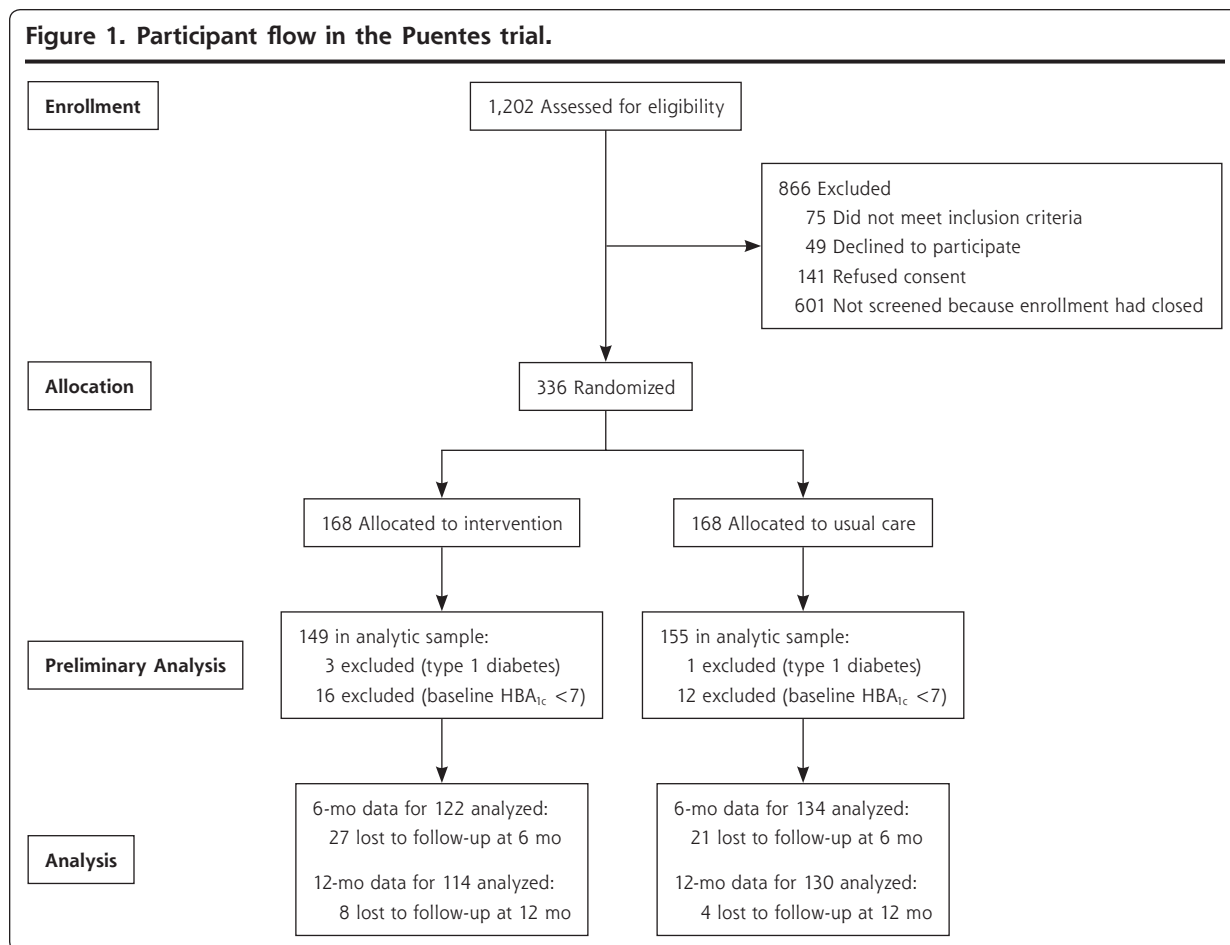 Figure 1. Participant flow in the Puentes trial.
Enrollment
1,202 Assessed for eligibility
866 Excluded
75 Did not meet inclusion criteria
49 Declined to participate
141 Refused consent
601 Not screened because enrollment had closed
Allocation
336 Randomized
168 Allocated to intervention
168 Allocated to usual care
Preliminary Analysis
149 in analytic sample:
3 excluded (type 1 diabetes)
16 excluded (baseline HBA1c <7)
155 in analytic sample:
1 excluded (type 1 diabetes)
12 excluded (baseline HBA1c <7)
Analysis
6-mo data for 122 analyzed:
27 lost to follow-up at 6 mo
12-mo data for 114 analyzed:
8 lost to follow-up at 12 mo
6-mo data for 134 analyzed:
21 lost to follow-up at 6 mo
12-mo data for 130 analyzed:
4 lost to follow-up at 12 mo